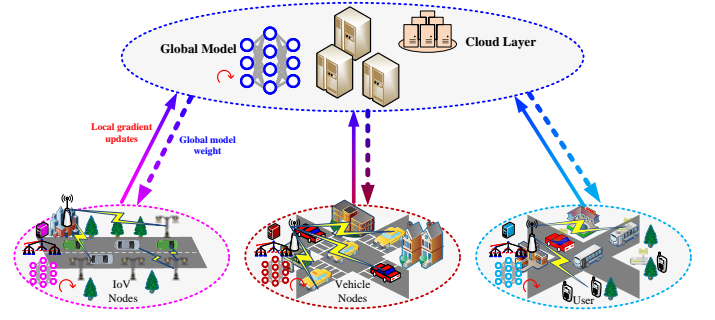 Global Model
Cloud Layer
Local gradient
updates
Global model
weight
IoV
Nodes
Vehicle
Nodes
User